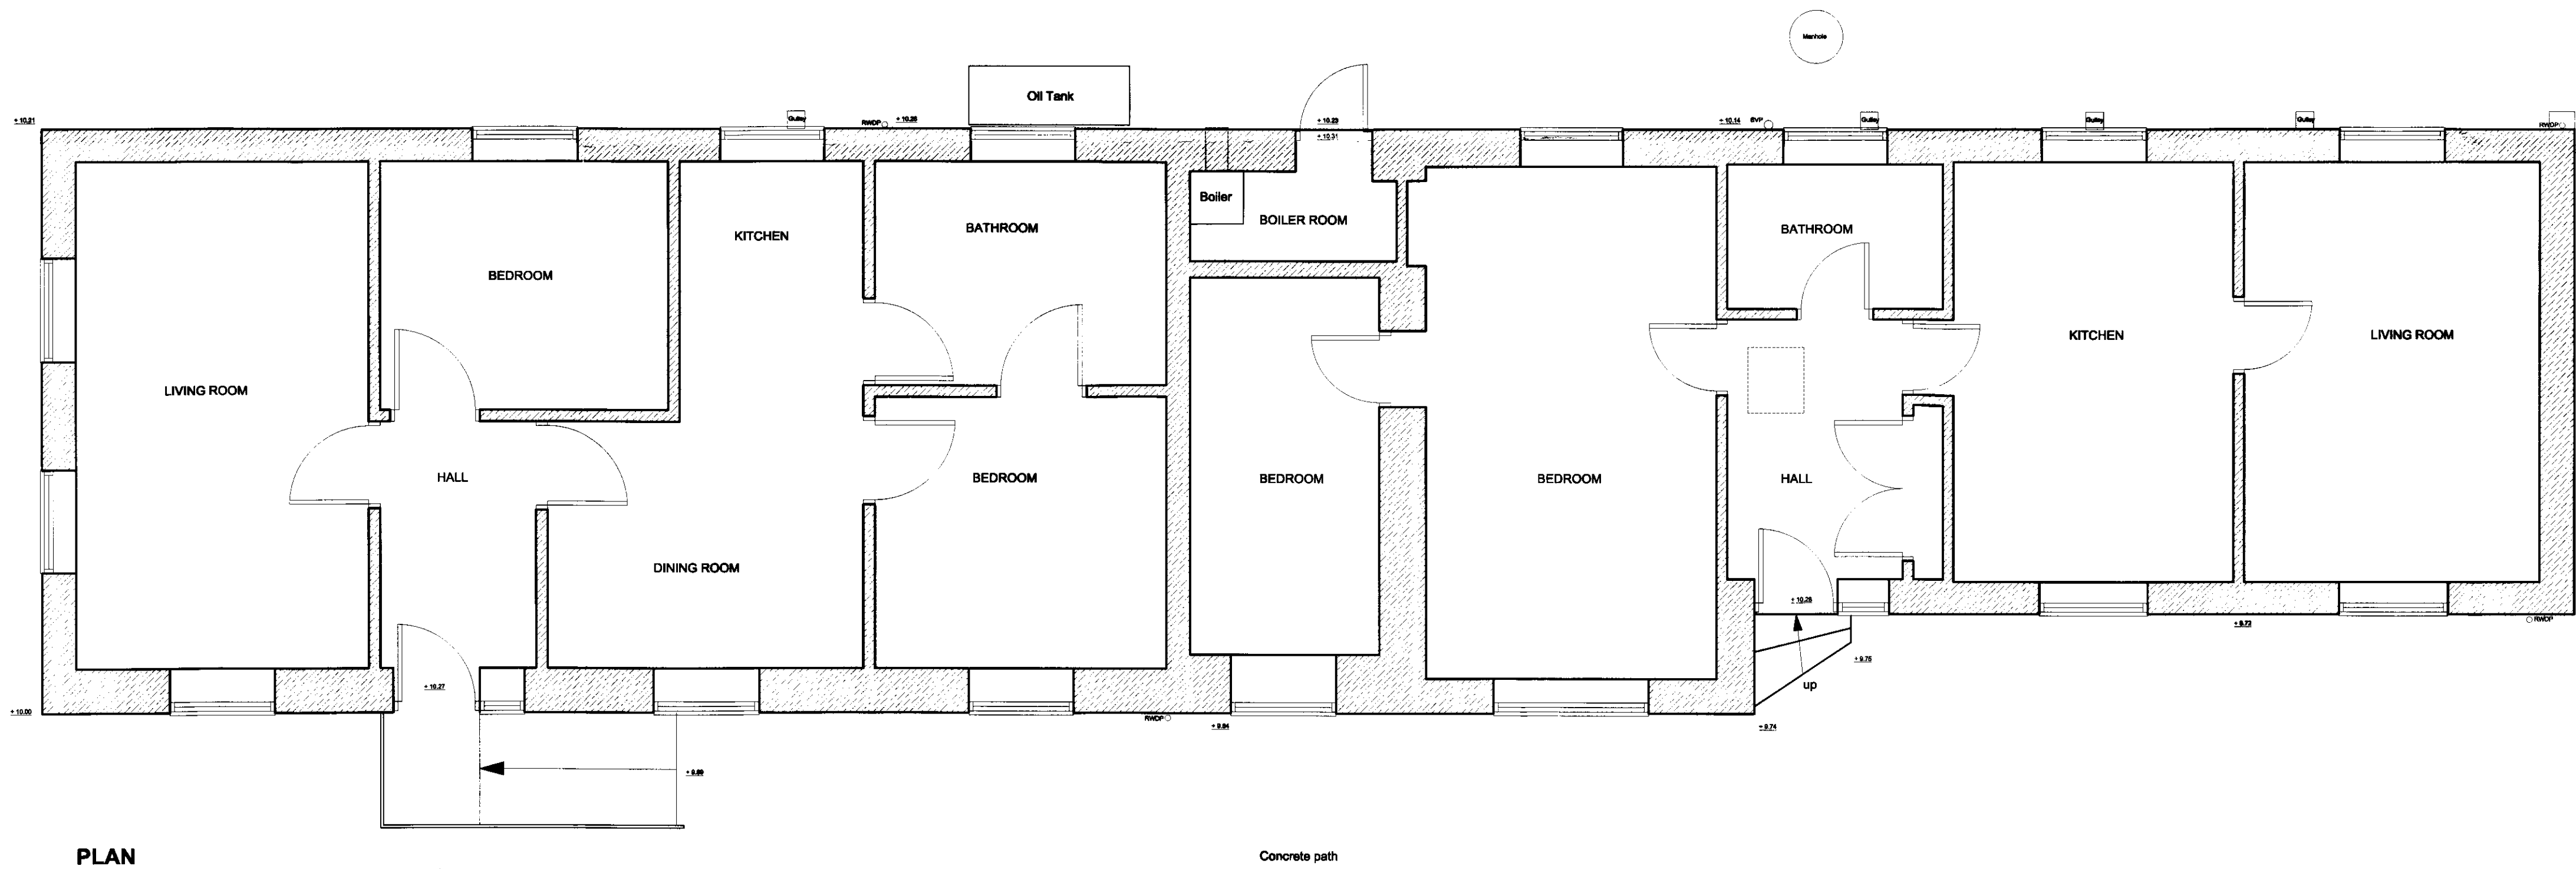 Manhole
Oil Tank
+ 10.21
Gulley
RWDP
+ 10.25
+ 10.23
+ 10.31
+ 10.14
SVP
Gulley
Gulley
Gulley
RWDP
Boiler
BOILER ROOM
KITCHEN
BATHROOM
BATHROOM
BEDROOM
KITCHEN
LIVING ROOM
LIVING ROOM
HALL
BEDROOM
BEDROOM
BEDROOM
HALL
DINING ROOM
+ 10.28
+ 9.73
RWDP
+ 9.75
+ 10.27
up
+ 10.00
RWDP
+ 9.84
+ 9.74
+ 9.89
PLAN
Concrete path